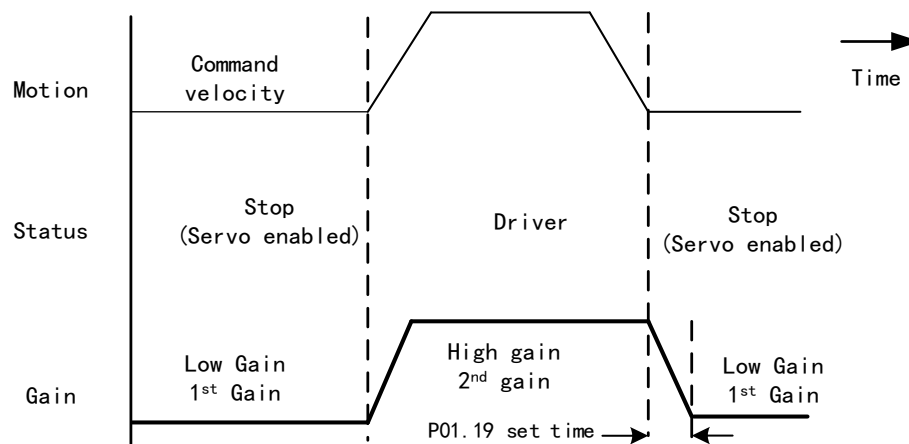 Command
velocity
Motion
Time
Status
Stop
(Servo enabled)
Driver
Stop
(Servo enabled)
Gain
Low Gain
1st Gain
High gain
2nd gain
Low Gain
1st Gain
P01.19 set time